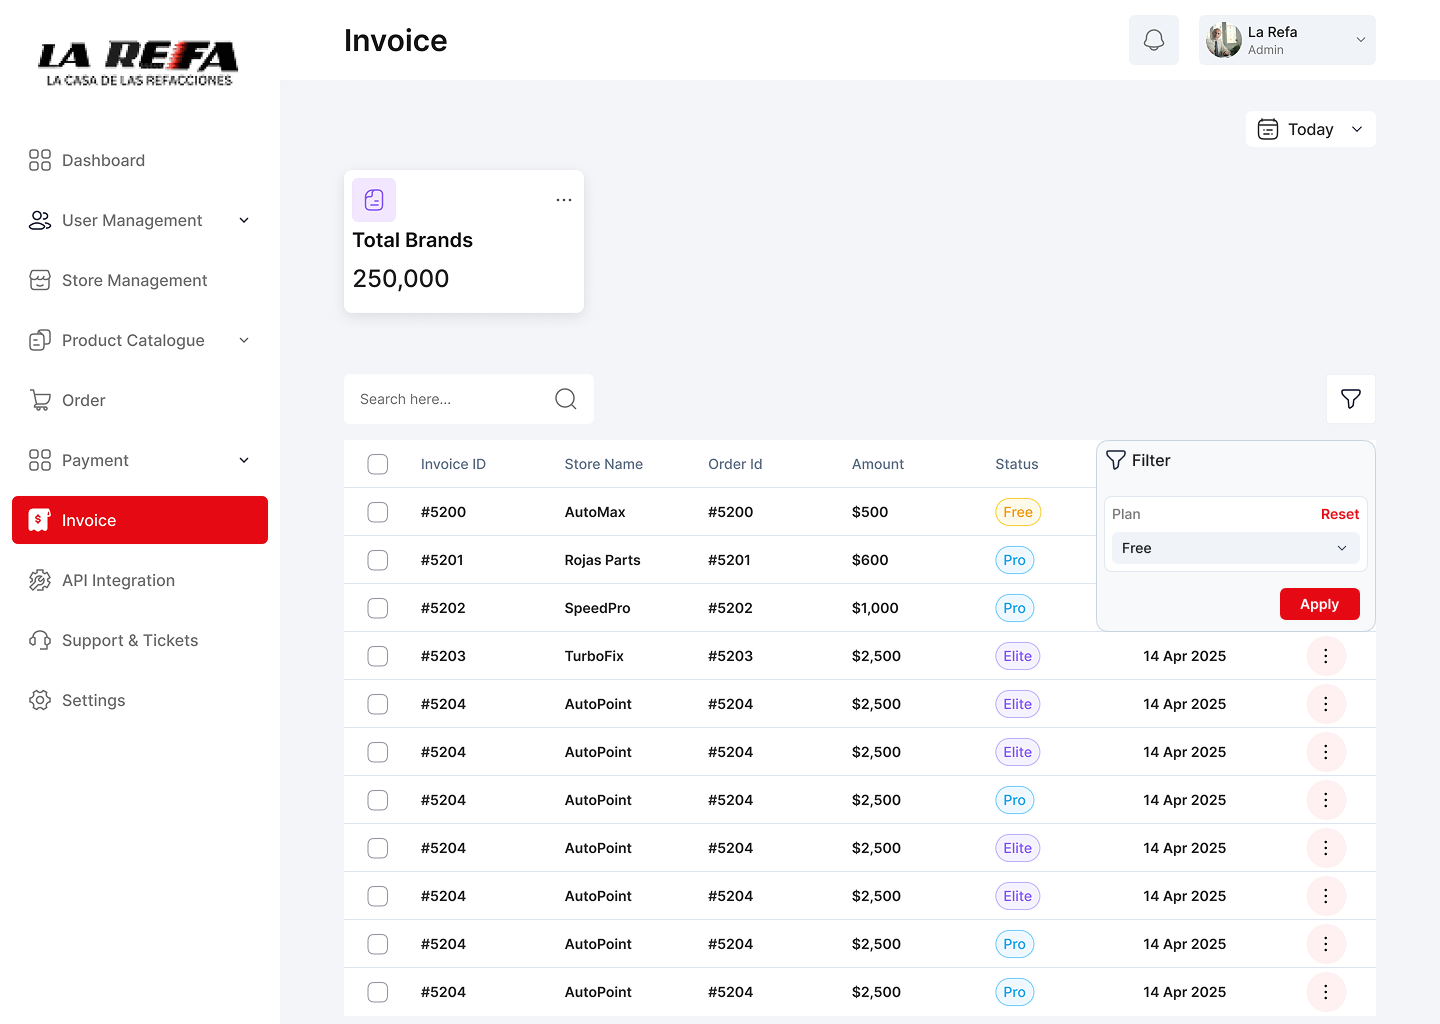 LA REFA
LA CASA DE LAS REFACCIONES
Dashboard
User Management
Store Management
Product Catalogue
Order
Payment
Invoice
API Integration
Support & Tickets
Settings
Invoice
La Refa
Admin
Today
Total Brands
250,000
Search here...
Invoice ID Store Name Order Id Amount Status
#5200 AutoMax #5200 $500 Free
#5201 Rojas Parts #5201 $600 Pro
#5202 SpeedPro #5202 $1,000 Pro
#5203 TurboFix #5203 $2,500 Elite 14 Apr 2025
#5204 AutoPoint #5204 $2,500 Elite 14 Apr 2025
#5204 AutoPoint #5204 $2,500 Elite 14 Apr 2025
#5204 AutoPoint #5204 $2,500 Pro 14 Apr 2025
#5204 AutoPoint #5204 $2,500 Elite 14 Apr 2025
#5204 AutoPoint #5204 $2,500 Elite 14 Apr 2025
#5204 AutoPoint #5204 $2,500 Pro 14 Apr 2025
#5204 AutoPoint #5204 $2,500 Pro 14 Apr 2025
Filter
Plan Reset
Free
Apply